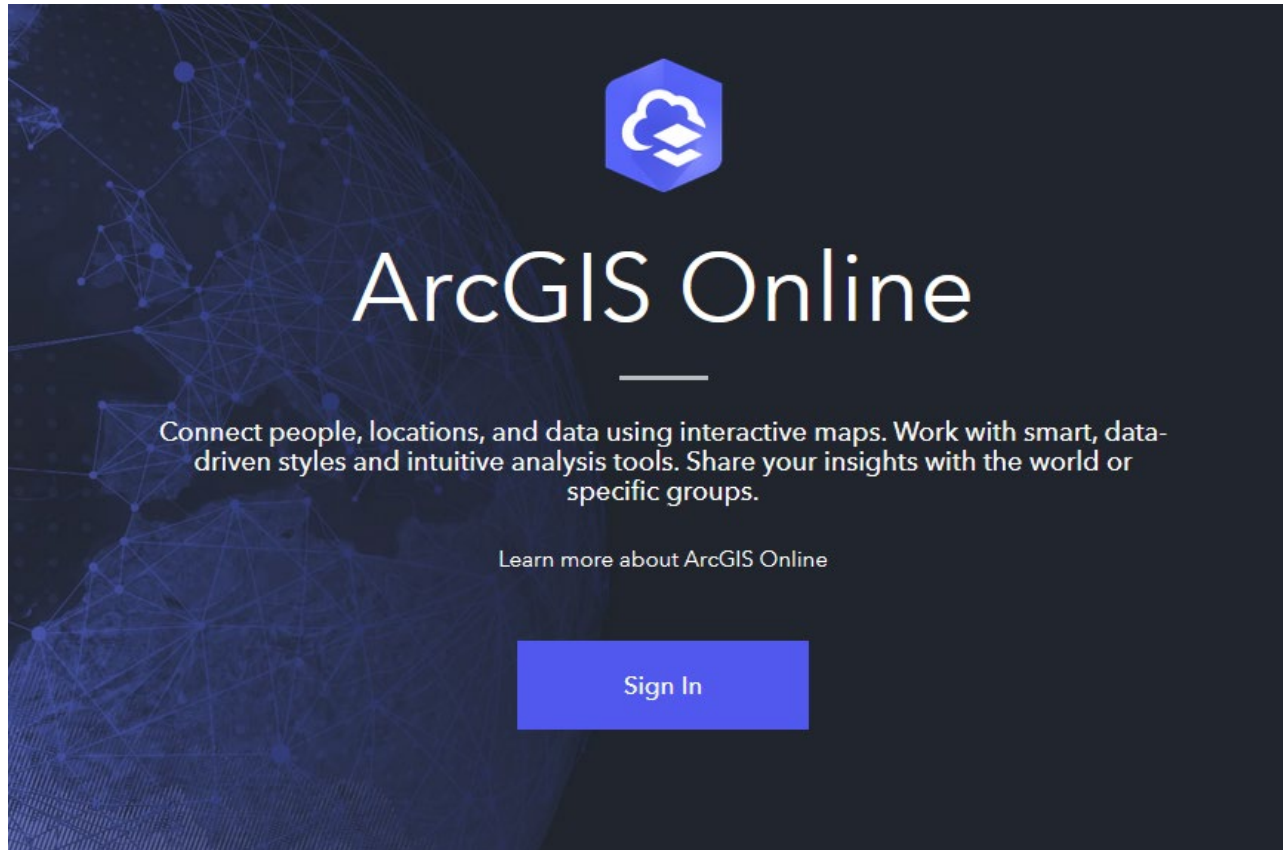 ArcGIS Online
Connect people, locations, and data using interactive maps. Work with smart, data-
driven styles and intuitive analysis tools. Share your insights with the world or
specific groups.
Learn more about ArcGIS Online
Sign In